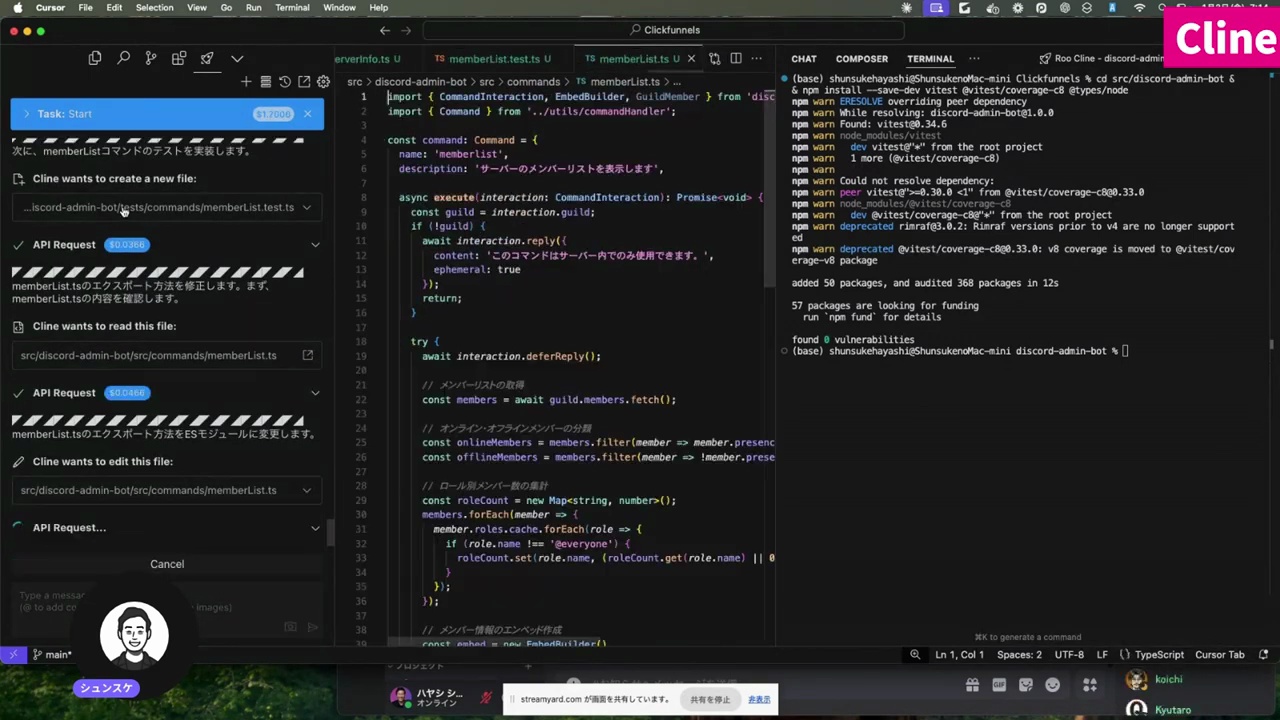 Cursor File Edit Selection View Go Run Terminal Window Help
Clickfunnels
Cline
erverInfo.ts U
memberList.test.ts U
memberList.ts U
CHAT COMPOSER TERMINAL
Roo Cline - discord-admin
src > discord-admin-bot > src > commands > memberList.ts > ...
Task: Start
$1.7006
次に、memberListコマンドのテストを実装します。
Cline wants to create a new file:
...iscord-admin-bot/tests/commands/memberList.test.ts
API Request $0.0366
memberList.tsのエクスポート方法を修正します。まず、
memberList.tsの内容を確認します。
Cline wants to read this file:
src/discord-admin-bot/src/commands/memberList.ts
API Request $0.0466
memberList.tsのエクスポート方法をESモジュールに変更します。
Cline wants to edit this file:
src/discord-admin-bot/src/commands/memberList.ts
API Request...
Cancel
Type a messa
(@ to add co
images)
main*
シュンスケ
1 import { CommandInteraction, EmbedBuilder, GuildMember } from 'disc
2 import { Command } from '../utils/commandHandler';
3
4 const command: Command = {
5 name: 'memberlist',
6 description: 'サーバーのメンバーリストを表示します',
7
8 async execute(interaction: CommandInteraction): Promise<void> {
9 const guild = interaction.guild;
10 if (!guild) {
11 await interaction.reply({
12 content: 'このコマンドはサーバー内でのみ使用できます。',
13 ephemeral: true
14 });
15 return;
16 }
17
18 try {
19 await interaction.deferReply();
20
21 // メンバーリストの取得
22 const members = await guild.members.fetch();
23
24 // オンライン・オフラインメンバーの分類
25 const onlineMembers = members.filter(member => member.presenc
26 const offlineMembers = members.filter(member => !member.prese
27
28 // ロール別メンバー数の集計
29 const roleCount = new Map<string, number>();
30 members.forEach(member => {
31 member.roles.cache.forEach(role => {
32 if (role.name !== '@everyone') {
33 roleCount.set(role.name, (roleCount.get(role.name) || 0
34 }
35 });
36 });
37
38 // メンバー情報のエンベッド作成
39 const embed = new EmbedBuilder()
(base) shunsukehayashi@ShunsukenoMac-mini Clickfunnels % cd src/discord-admin-bot &
& npm install --save-dev vitest @vitest/coverage-c8 @types/node
npm warn ERESOLVE overriding peer dependency
npm warn While resolving: discord-admin-bot@1.0.0
npm warn Found: vitest@0.34.6
npm warn node_modules/vitest
npm warn dev vitest@"*" from the root project
npm warn 1 more (@vitest/coverage-c8)
npm warn
npm warn Could not resolve dependency:
npm warn peer vitest@">=0.30.0 <1" from @vitest/coverage-c8@0.33.0
npm warn node_modules/@vitest/coverage-c8
npm warn dev @vitest/coverage-c8@"*" from the root project
npm warn deprecated rimraf@3.0.2: Rimraf versions prior to v4 are no longer support
ed
npm warn deprecated @vitest/coverage-c8@0.33.0: v8 coverage is moved to @vitest/cov
erage-v8 package
added 50 packages, and audited 368 packages in 12s
57 packages are looking for funding
run `npm fund` for details
found 0 vulnerabilities
(base) shunsukehayashi@ShunsukenoMac-mini discord-admin-bot %
⌘K to generate a command
Ln 1, Col 1 Spaces: 2 UTF-8 LF TypeScript Cursor Tab
プロジェクト
ハヤシ シ...
オンライン
streamyard.com が画面を共有しています。
共有を停止
非表示
koichi
Kyutaro